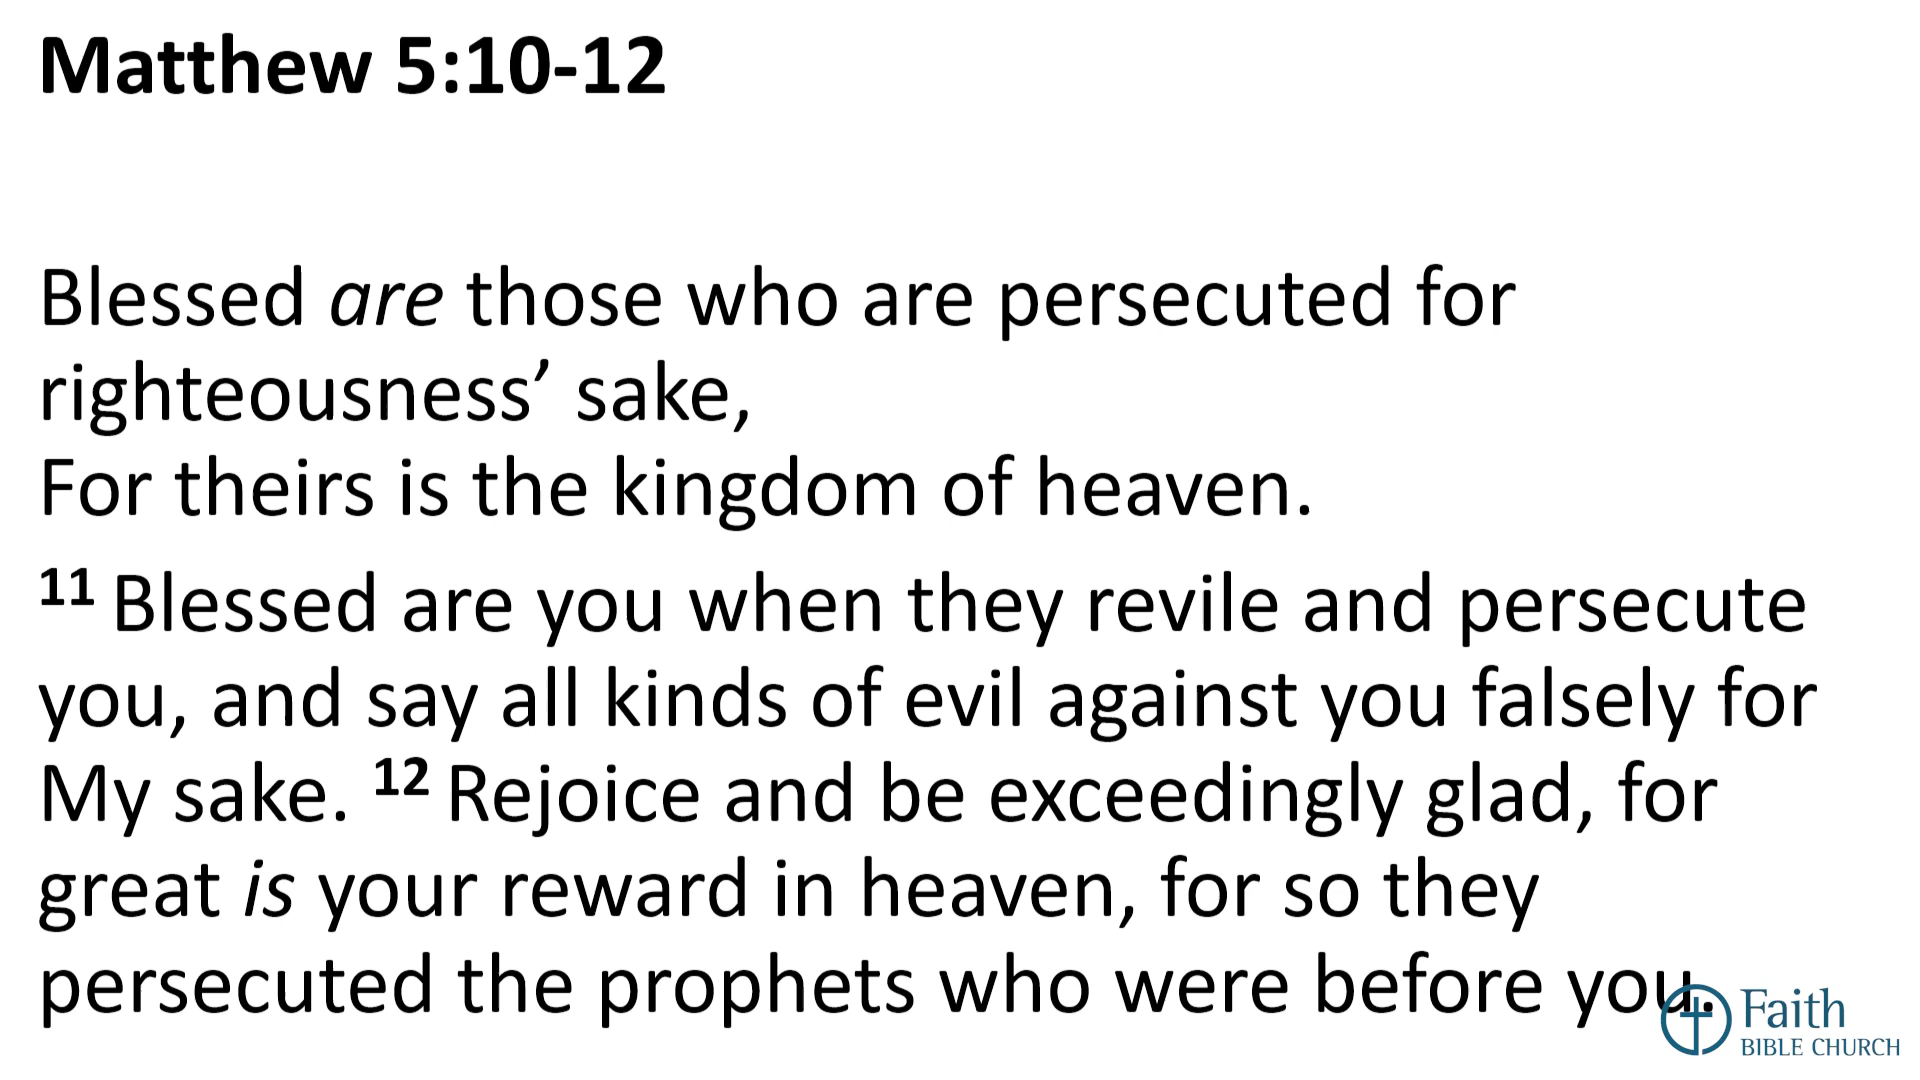 Matthew 5:10-12
Blessed are those who are persecuted for
righteousness’ sake,
For theirs is the kingdom of heaven.
11 Blessed are you when they revile and persecute
you, and say all kinds of evil against you falsely for
My sake. 12 Rejoice and be exceedingly glad, for
great is your reward in heaven, for so they
persecuted the prophets who were before you.
Faith
BIBLE CHURCH